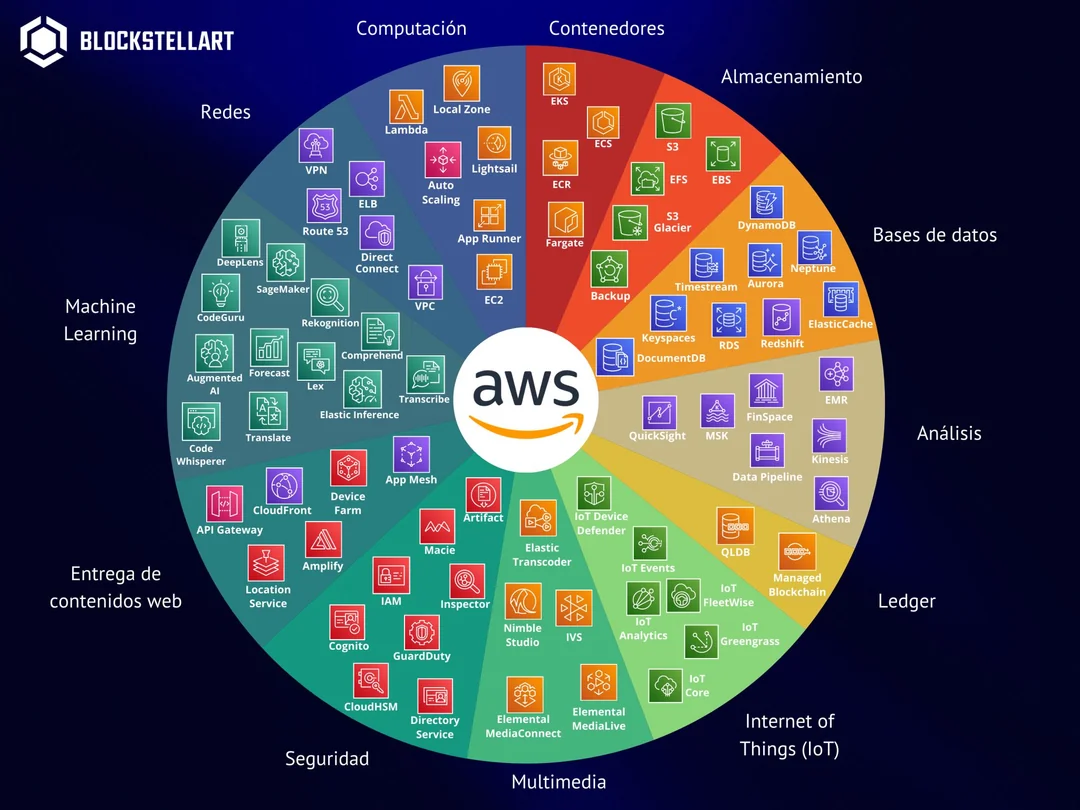 BLOCKSTELLART
Computación
Contenedores
Almacenamiento
Redes
Bases de datos
Machine
Learning
Análisis
Entrega de
contenidos web
Ledger
Internet of
Things (IoT)
Seguridad
Multimedia
aws
Local Zone
Lambda
Lightsail
Auto
Scaling
App Runner
EC2
EKS
ECS
ECR
Fargate
S3
EBS
EFS
S3
Glacier
Backup
DynamoDB
Neptune
Aurora
Timestream
ElasticCache
Keyspaces
RDS
Redshift
DocumentDB
EMR
FinSpace
QuickSight
MSK
Kinesis
Data Pipeline
Athena
QLDB
Managed
Blockchain
IoT Device
Defender
IoT Events
IoT
FleetWise
IoT
Analytics
IoT
Greengrass
IoT
Core
Elastic
Transcoder
Nimble
Studio
IVS
Elemental
MediaLive
Elemental
MediaConnect
Artifact
Macie
IAM
Inspector
Cognito
GuardDuty
CloudHSM
Directory
Service
App Mesh
Device
Farm
CloudFront
API Gateway
Amplify
Location
Service
DeepLens
SageMaker
CodeGuru
Rekognition
Comprehend
Forecast
Augmented
AI
Lex
Transcribe
Elastic Inference
Translate
Code
Whisperer
VPN
ELB
Route 53
53
Direct
Connect
VPC